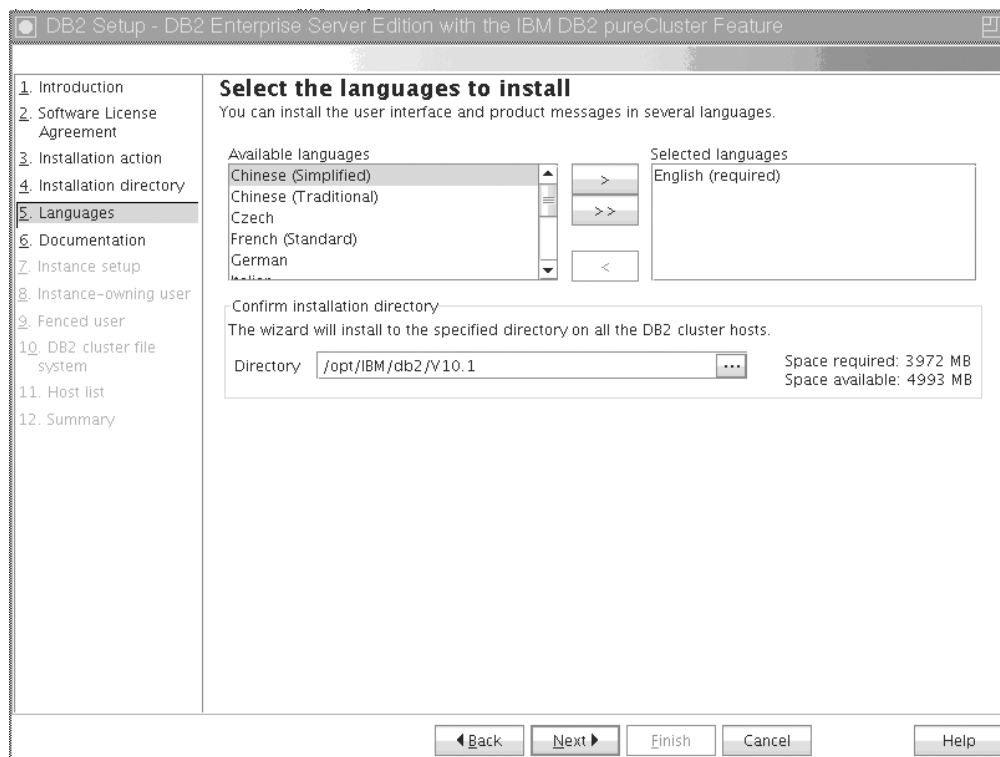 DB2 Setup - DB2 Enterprise Server Edition with the IBM DB2 pureCluster Feature
1. Introduction
2. Software License
Agreement
3. Installation action
4. Installation directory
5. Languages
6. Documentation
7. Instance setup
8. Instance-owning user
9. Fenced user
10. DB2 cluster file
system
11. Host list
12. Summary
Select the languages to install
You can install the user interface and product messages in several languages.
Available languages
Chinese (Simplified)
Chinese (Traditional)
Czech
French (Standard)
German
>
>>
<
Selected languages
English (required)
Confirm installation directory
The wizard will install to the specified directory on all the DB2 cluster hosts.
Directory /opt/IBM/db2/V10.1 ...
Space required: 3972 MB
Space available: 4993 MB
Back Next Finish Cancel Help